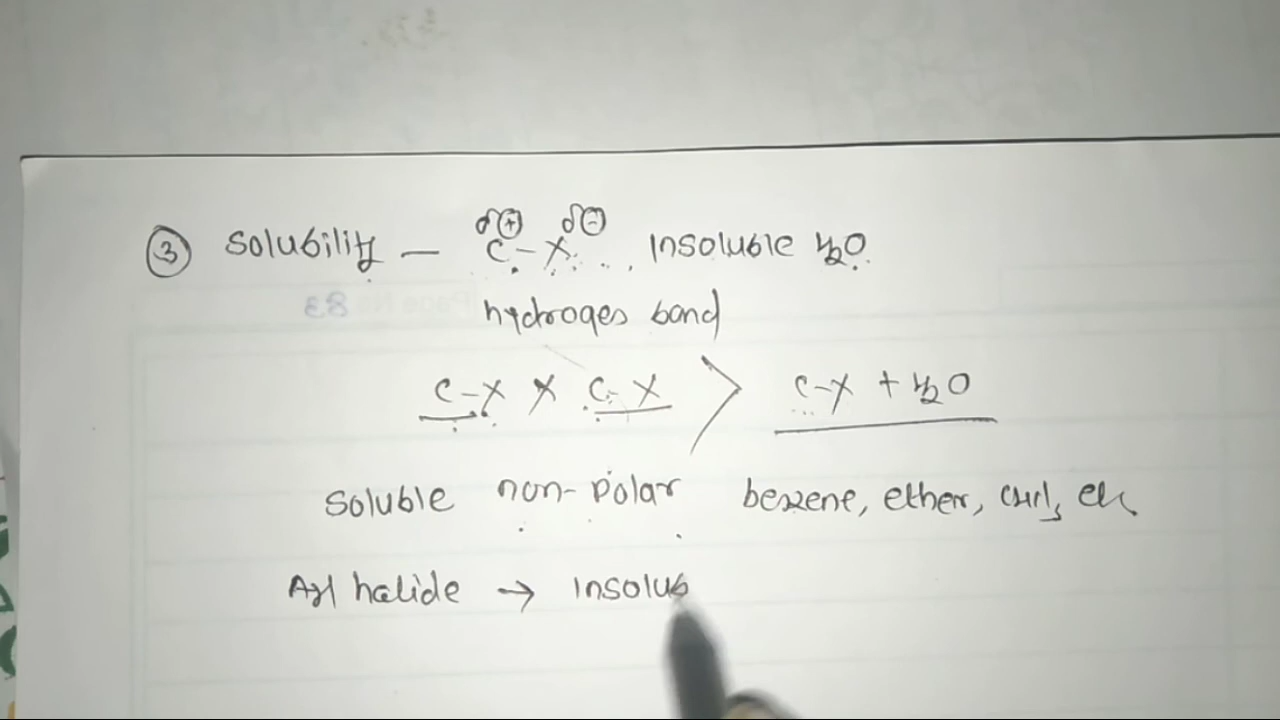 ③ Solubility — C-X δ⊕ δ⊖, Insoluble H₂O.
hydrogen bond
C-X X C-X > C-X + H₂O
Soluble non-polar benzene, ether, CHCl₃, etc
Aryl halide → Insolub